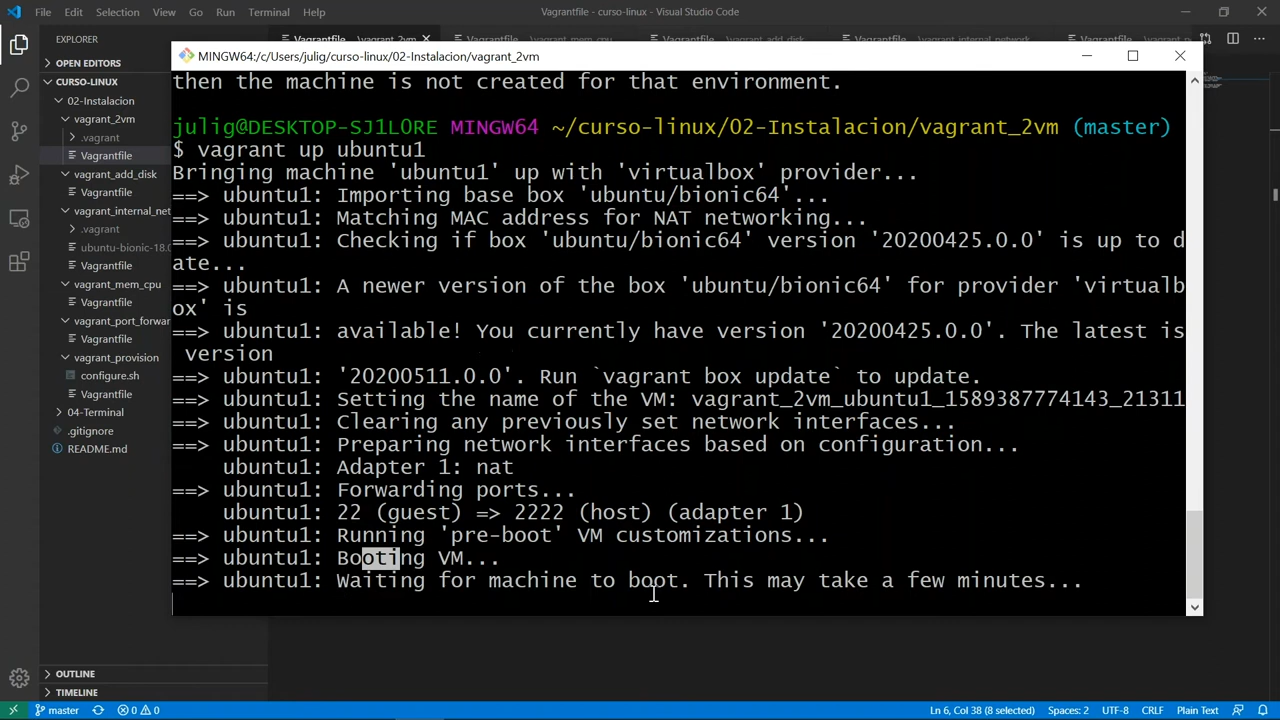 File Edit Selection View Go Run Terminal Help
Vagrantfile - curso-linux - Visual Studio Code
EXPLORER
OPEN EDITORS
CURSO-LINUX
02-Instalacion
vagrant_2vm
.vagrant
Vagrantfile
vagrant_add_disk
Vagrantfile
vagrant_internal_net
.vagrant
ubuntu-bionic-18.0
Vagrantfile
vagrant_mem_cpu
Vagrantfile
vagrant_port_forwar
Vagrantfile
vagrant_provision
configure.sh
Vagrantfile
04-Terminal
.gitignore
README.md
OUTLINE
TIMELINE
MINGW64:/c/Users/julig/curso-linux/02-Instalacion/vagrant_2vm
then the machine is not created for that environment.
julig@DESKTOP-SJ1L0RE MINGW64 ~/curso-linux/02-Instalacion/vagrant_2vm (master)
$ vagrant up ubuntu1
Bringing machine 'ubuntu1' up with 'virtualbox' provider...
==> ubuntu1: Importing base box 'ubuntu/bionic64'...
==> ubuntu1: Matching MAC address for NAT networking...
==> ubuntu1: Checking if box 'ubuntu/bionic64' version '20200425.0.0' is up to d
ate...
==> ubuntu1: A newer version of the box 'ubuntu/bionic64' for provider 'virtualb
ox' is
==> ubuntu1: available! You currently have version '20200425.0.0'. The latest is
version
==> ubuntu1: '20200511.0.0'. Run `vagrant box update` to update.
==> ubuntu1: Setting the name of the VM: vagrant_2vm_ubuntu1_1589387774143_21311
==> ubuntu1: Clearing any previously set network interfaces...
==> ubuntu1: Preparing network interfaces based on configuration...
ubuntu1: Adapter 1: nat
==> ubuntu1: Forwarding ports...
ubuntu1: 22 (guest) => 2222 (host) (adapter 1)
==> ubuntu1: Running 'pre-boot' VM customizations...
==> ubuntu1: Booting VM...
==> ubuntu1: Waiting for machine to boot. This may take a few minutes...
master 0 0 Ln 6, Col 38 (8 selected) Spaces: 2 UTF-8 CRLF Plain Text